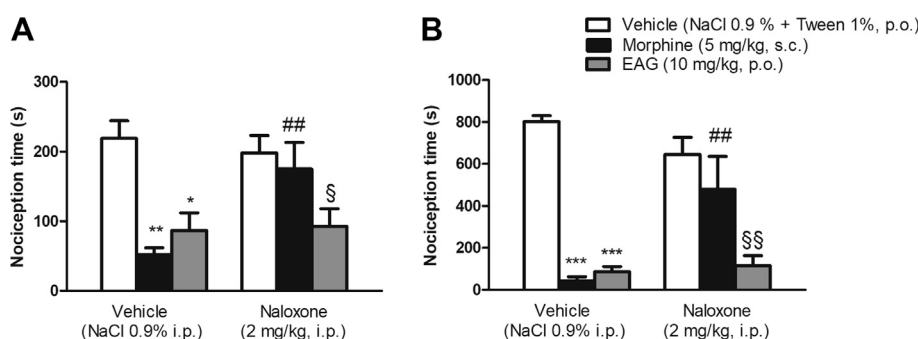 A
Nociception time (s)
300
200
100
0
**
*
##
§
Vehicle
(NaCl 0.9% i.p.)
Naloxone
(2 mg/kg, i.p.)
B
Vehicle (NaCl 0.9 % + Tween 1%, p.o.)
Morphine (5 mg/kg, s.c.)
EAG (10 mg/kg, p.o.)
Nociception time (s)
1000
800
600
400
200
0
***
***
##
§§
Vehicle
(NaCl 0.9% i.p.)
Naloxone
(2 mg/kg, i.p.)